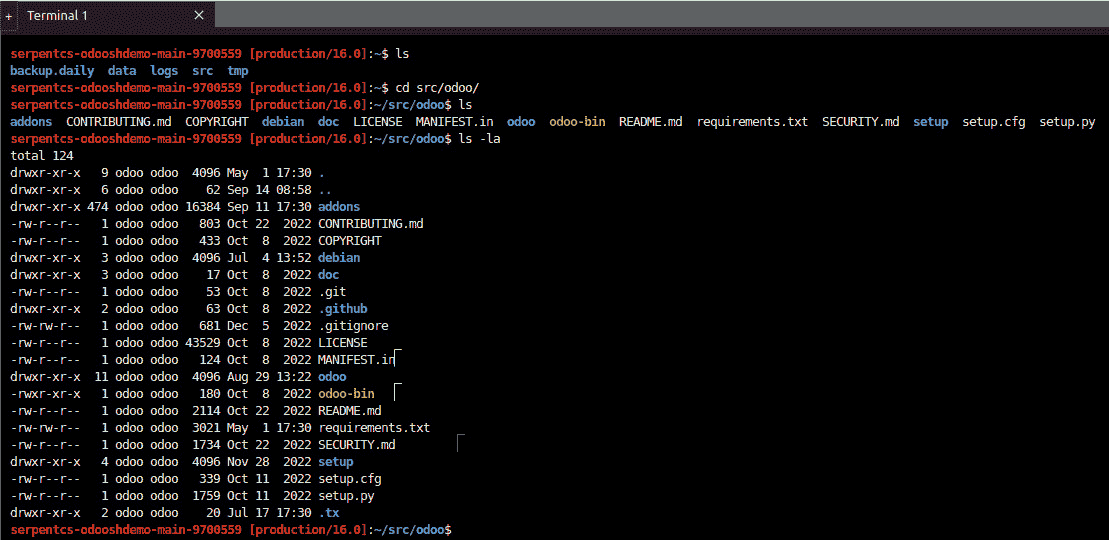 + Terminal 1 ×
serpentcs-odooshdemo-main-9700559 [production/16.0]:~$ ls
backup.daily data logs src tmp
serpentcs-odooshdemo-main-9700559 [production/16.0]:~$ cd src/odoo/
serpentcs-odooshdemo-main-9700559 [production/16.0]:~/src/odoo$ ls
addons CONTRIBUTING.md COPYRIGHT debian doc LICENSE MANIFEST.in odoo odoo-bin README.md requirements.txt SECURITY.md setup setup.cfg setup.py
serpentcs-odooshdemo-main-9700559 [production/16.0]:~/src/odoo$ ls -la
total 124
drwxr-xr-x 9 odoo odoo 4096 May 1 17:30 .
drwxr-xr-x 6 odoo odoo 62 Sep 14 08:58 ..
drwxr-xr-x 474 odoo odoo 16384 Sep 11 17:30 addons
-rw-r--r-- 1 odoo odoo 803 Oct 22 2022 CONTRIBUTING.md
-rw-r--r-- 1 odoo odoo 433 Oct 8 2022 COPYRIGHT
drwxr-xr-x 3 odoo odoo 4096 Jul 4 13:52 debian
drwxr-xr-x 3 odoo odoo 17 Oct 8 2022 doc
-rw-r--r-- 1 odoo odoo 53 Oct 8 2022 .git
drwxr-xr-x 2 odoo odoo 63 Oct 8 2022 .github
-rw-rw-r-- 1 odoo odoo 681 Dec 5 2022 .gitignore
-rw-r--r-- 1 odoo odoo 43529 Oct 8 2022 LICENSE
-rw-r--r-- 1 odoo odoo 124 Oct 8 2022 MANIFEST.in
drwxr-xr-x 11 odoo odoo 4096 Aug 29 13:22 odoo
-rwxrwxr-x 1 odoo odoo 180 Oct 8 2022 odoo-bin
-rw-r--r-- 1 odoo odoo 2114 Oct 22 2022 README.md
-rw-rw-r-- 1 odoo odoo 3021 May 1 17:30 requirements.txt
-rw-r--r-- 1 odoo odoo 1734 Oct 22 2022 SECURITY.md
drwxr-xr-x 4 odoo odoo 4096 Nov 28 2022 setup
-rw-r--r-- 1 odoo odoo 339 Oct 11 2022 setup.cfg
-rw-r--r-- 1 odoo odoo 1759 Oct 11 2022 setup.py
drwxr-xr-x 2 odoo odoo 20 Jul 17 17:30 .tx
serpentcs-odooshdemo-main-9700559 [production/16.0]:~/src/odoo$